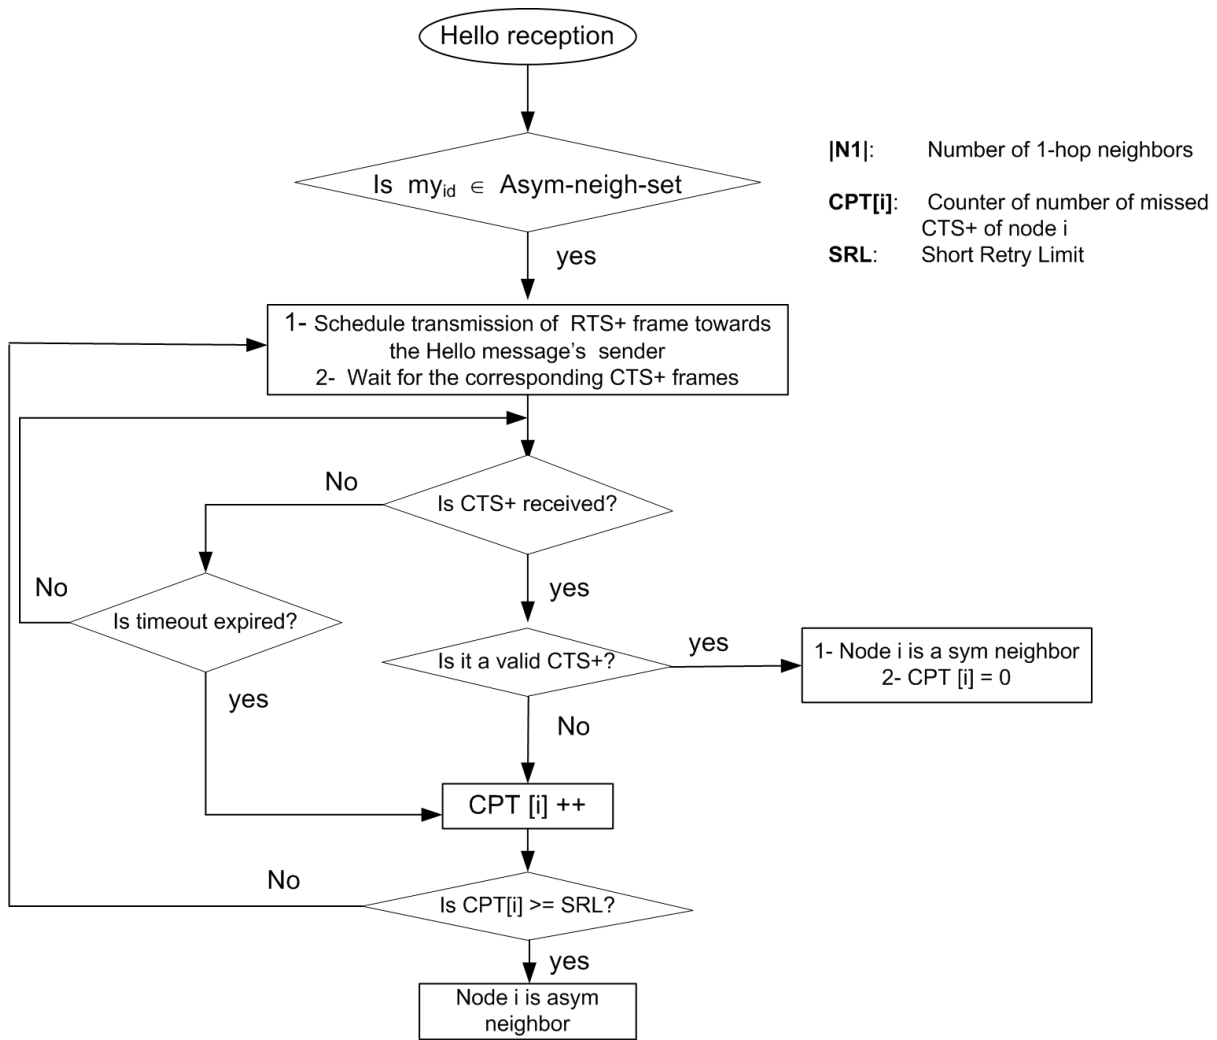 Hello reception
Is my_id ∈ Asym-neigh-set
|N1|: Number of 1-hop neighbors
CPT[i]: Counter of number of missed
CTS+ of node i
SRL: Short Retry Limit
yes
1- Schedule transmission of RTS+ frame towards
the Hello message's sender
2- Wait for the corresponding CTS+ frames
No
Is CTS+ received?
No
Is timeout expired?
yes
Is it a valid CTS+?
yes
1- Node i is a sym neighbor
2- CPT [i] = 0
yes
No
CPT [i] ++
No
Is CPT[i] >= SRL?
yes
Node i is asym
neighbor